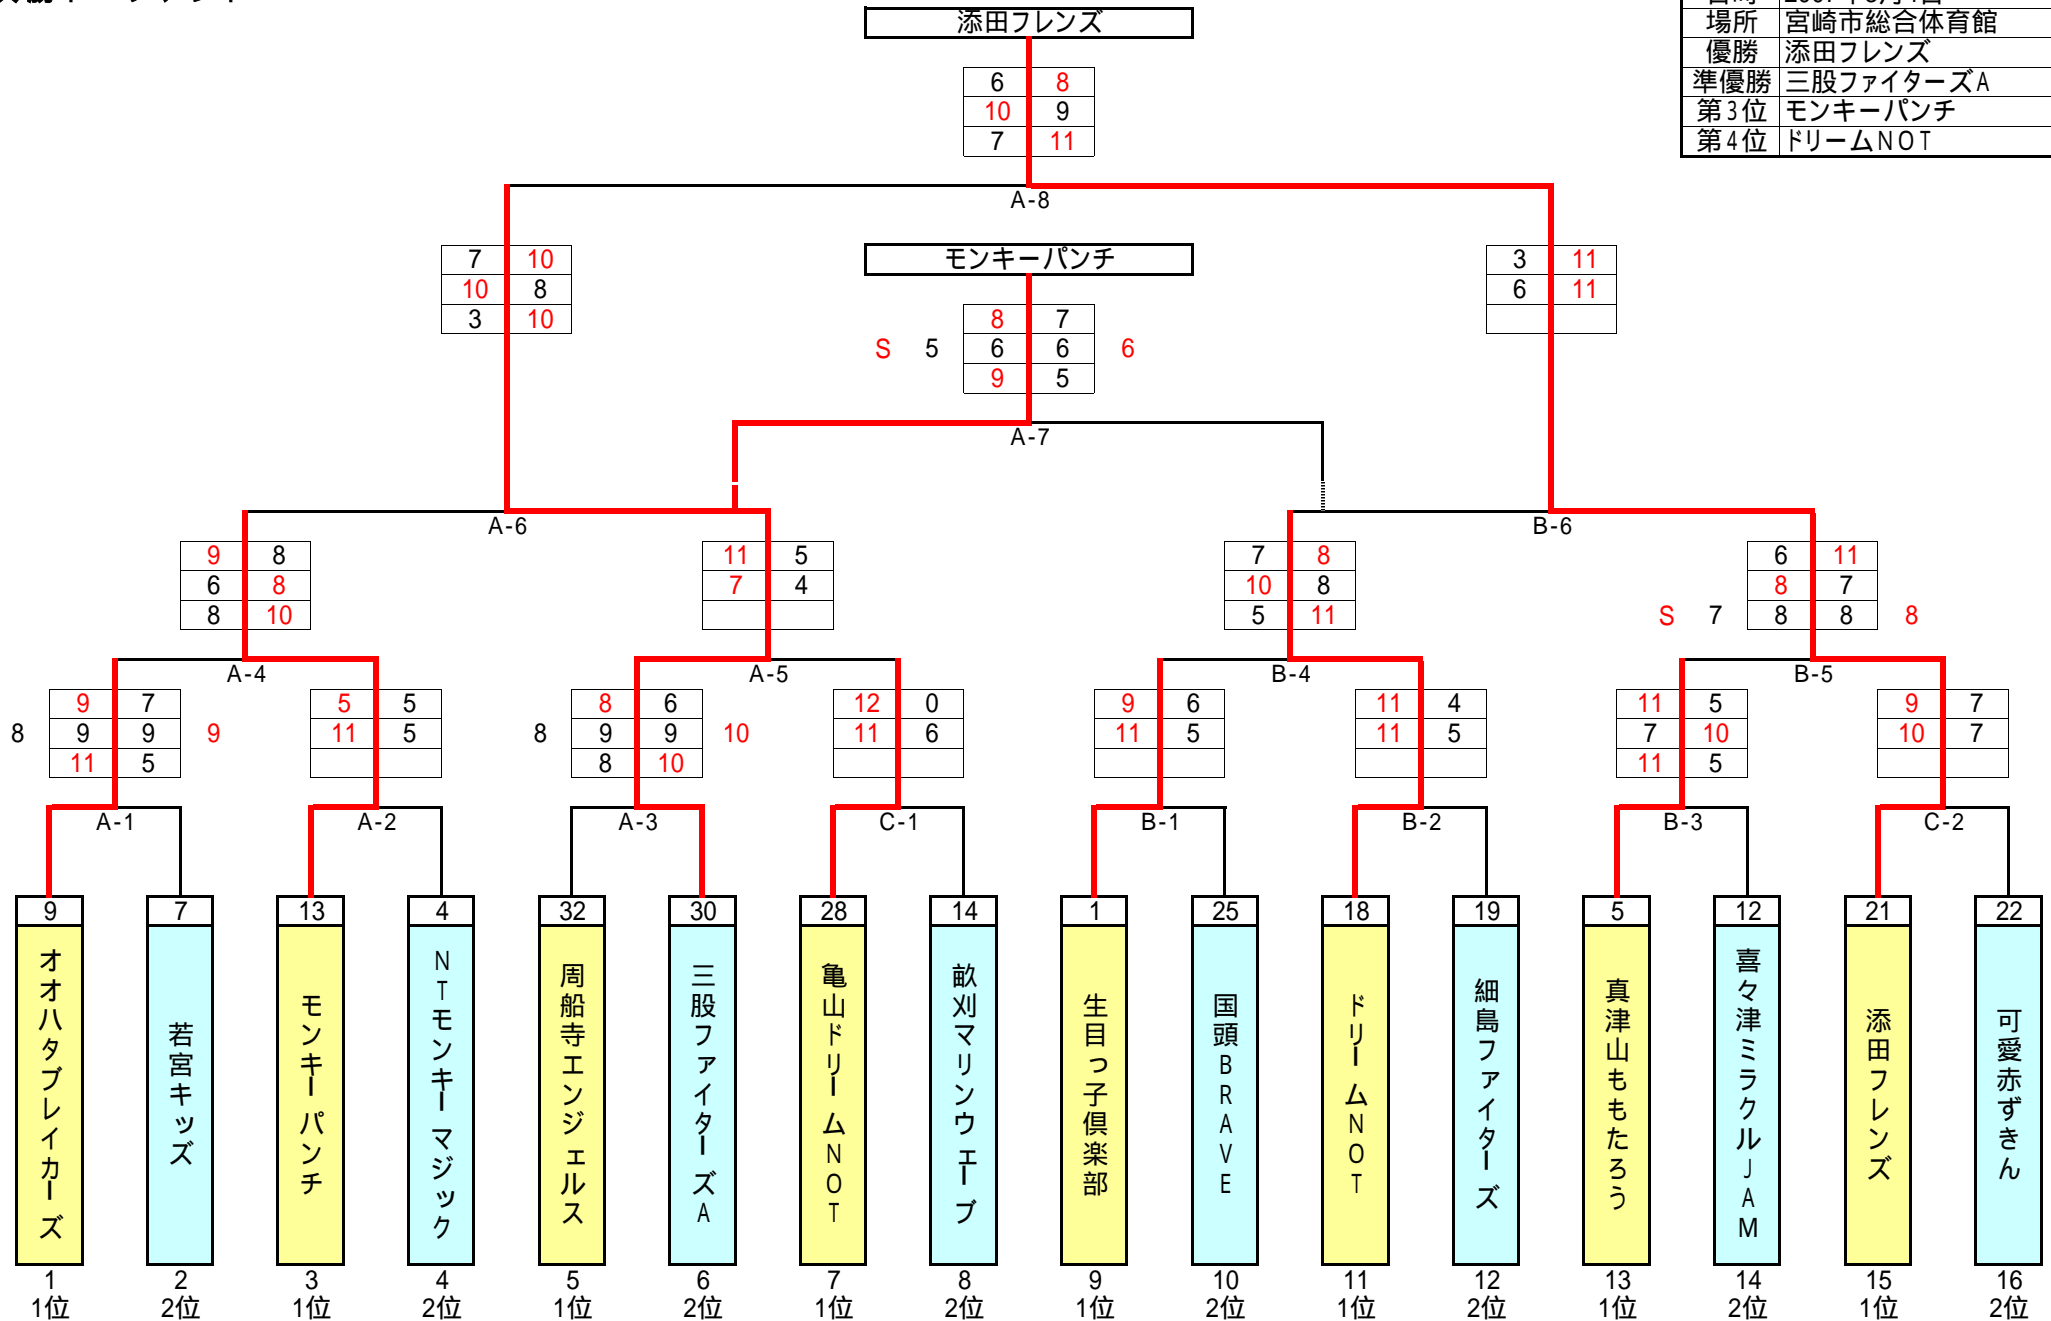 添田フレンズ
場所 宮崎市総合体育館
優勝 添田フレンズ
準優勝 三股ファイターズA
第3位 モンキーパンチ
第4位 ドリームNOT
6 8
10 9
7 11
A-8
モンキーパンチ
7 10
10 8
3 10
3 11
6 11
8 7
S 5 6 6 6
9 5
A-7
A-6
B-6
9 8
6 8
8 10
11 5
7 4
7 8
10 8
5 11
6 11
8 7
S 7 8 8 8
A-4
A-5
B-4
B-5
9 7
8 9 9 9
11 5
5 5
11 5
8 6
8 9 9 10
8 10
12 0
11 6
9 6
11 5
11 4
11 5
11 5
7 10
11 5
9 7
10 7
A-1
A-2
A-3
C-1
B-1
B-2
B-3
C-2
9 7 13 4 32 30 28 14 1 25 18 19 5 12 21 22
オオハタブレイカーズ
若宮キッズ
モンキーパンチ
NTモンキーマジック
周船寺エンジェルス
三股ファイターズA
亀山ドリームNOT
畝刈マリンウェーブ
生目っ子倶楽部
国頭BRAVE
ドリームNOT
細島ファイターズ
真津山ももたろう
喜々津ミラクルJAM
添田フレンズ
可愛赤ずきん
1 2 3 4 5 6 7 8 9 10 11 12 13 14 15 16
1位 2位 1位 2位 1位 2位 1位 2位 1位 2位 1位 2位 1位 2位 1位 2位